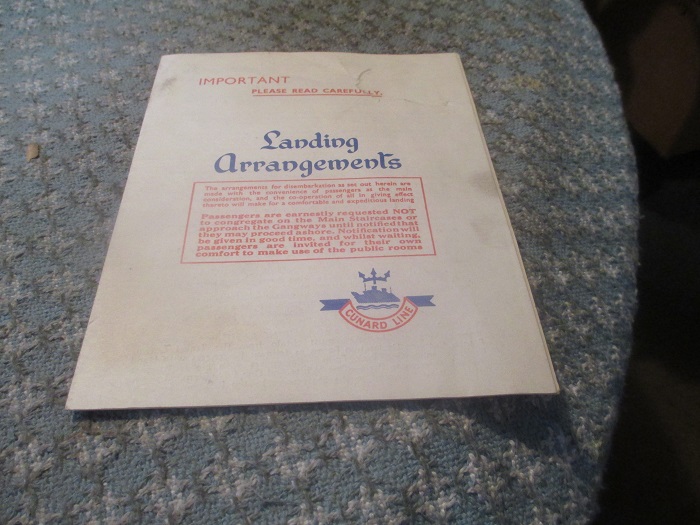 IMPORTANT
PLEASE READ CAREFULLY.
Landing
Arrangements
The arrangements for disembarkation as set out herein are
made with the convenience of passengers as the main
consideration, and the co-operation of all in giving effect
thereto will make for a comfortable and expeditious landing
Passengers are earnestly requested NOT
to congregate on the Main Staircases or
approach the Gangways until notified that
they may proceed ashore. Notification will
be given in good time, and whilst waiting,
passengers are invited for their own
comfort to make use of the public rooms
CUNARD LINE